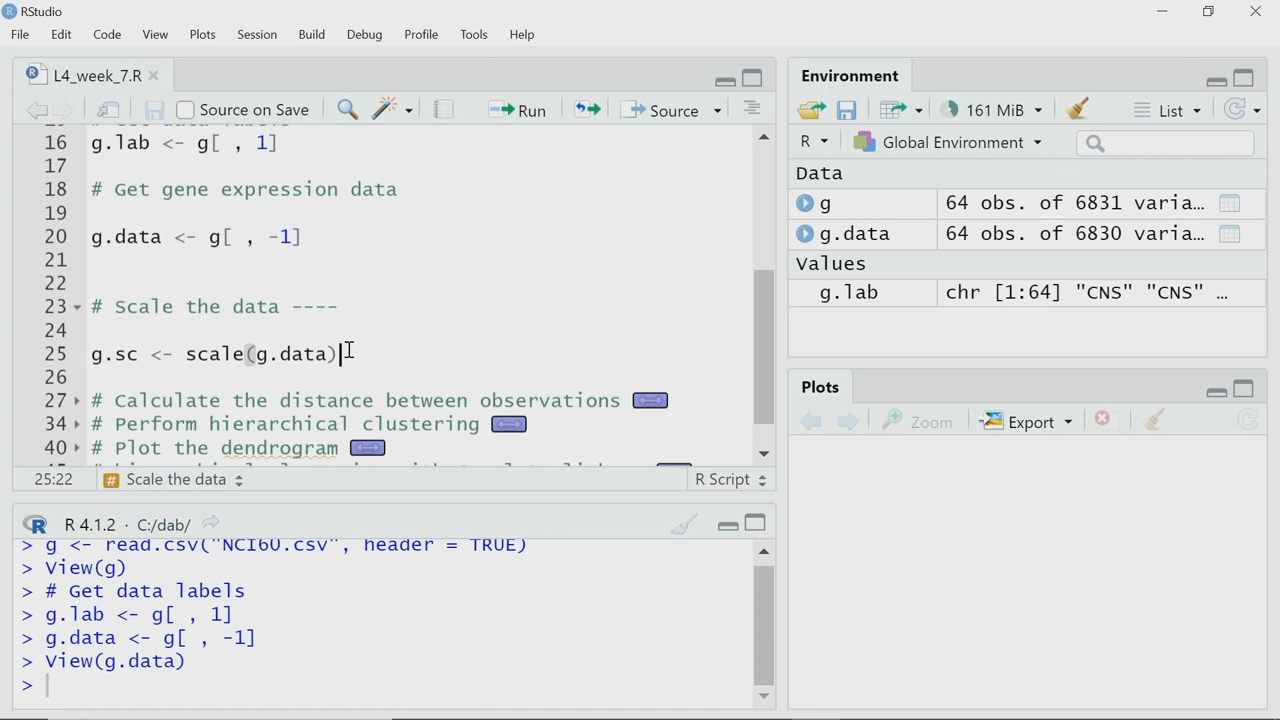 RStudio
File Edit Code View Plots Session Build Debug Profile Tools Help
L4_week_7.R
Source on Save Run Source
16 g.lab <- g[ , 1]
17
18 # Get gene expression data
19
20 g.data <- g[ , -1]
21
22
23 # Scale the data ----
24
25 g.sc <- scale(g.data)
26
27 # Calculate the distance between observations
34 # Perform hierarchical clustering
40 # Plot the dendrogram
25:22 # Scale the data R Script
R 4.1.2 · C:/dab/
> g <- read.csv("NCI60.csv", header = TRUE)
> View(g)
> # Get data labels
> g.lab <- g[ , 1]
> g.data <- g[ , -1]
> View(g.data)
>
Environment
161 MiB List
R Global Environment
Data
g 64 obs. of 6831 varia…
g.data 64 obs. of 6830 varia…
Values
g.lab chr [1:64] "CNS" "CNS" …
Plots
Zoom Export